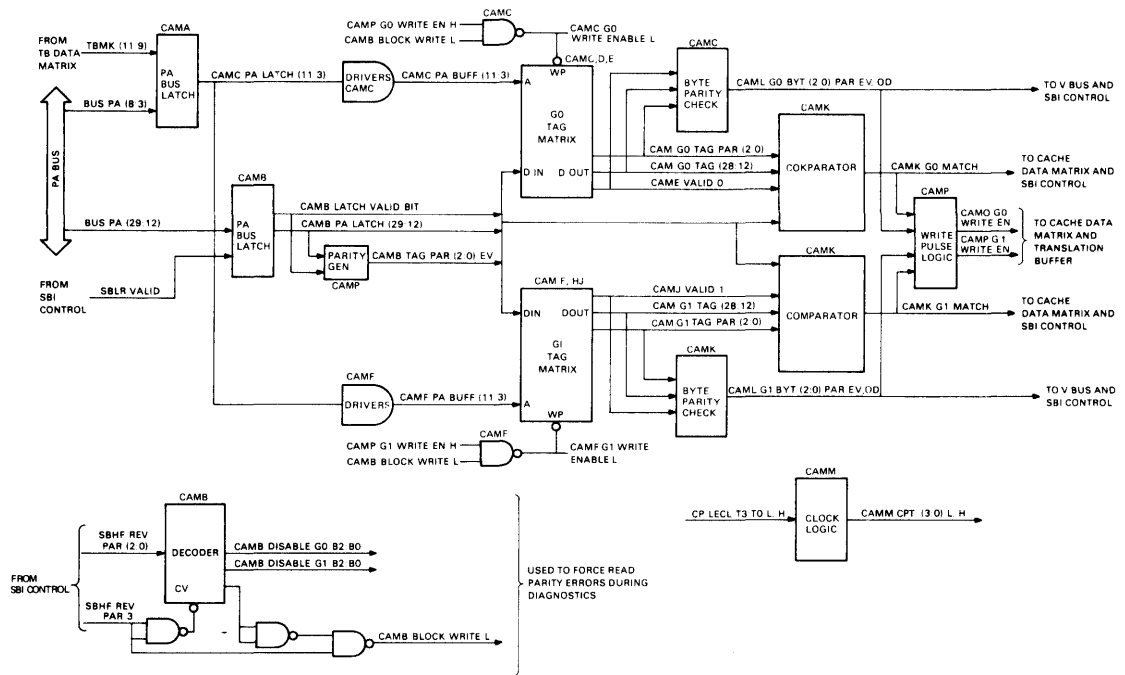 FROM
TB DATA
MATRIX
TBMK (11:9)
CAMA
PA
BUS
LATCH
BUS PA (8:3)
PA BUS
CAMC PA LATCH (11:3)
DRIVERS
CAMC
CAMC PA BUFF (11:3)
CAMP G0 WRITE EN H
CAMB BLOCK WRITE L
CAMC
CAMC G0
WRITE ENABLE L
CAMC,D,E
WP
A
G0
TAG
MATRIX
D IN
D OUT
CAMC
BYTE
PARITY
CHECK
CAML G0 BYT (2:0) PAR EV, OD
TO V BUS AND
SBI CONTROL
CAM G0 TAG PAR (2:0)
CAM G0 TAG (28:12)
CAME VALID 0
CAMK
COKPARATOR
CAMK G0 MATCH
TO CACHE
DATA MATRIX AND
SBI CONTROL
CAMP
WRITE
PULSE
LOGIC
CAMO G0
WRITE EN
CAMP G1
WRITE EN
TO CACHE DATA
MATRIX AND
TRANSLATION
BUFFER
BUS PA (29:12)
CAMB
PA
BUS
LATCH
FROM
SBI
CONTROL
SBLR VALID
CAMB LATCH VALID BIT
CAMB PA LATCH (29:12)
PARITY
GEN
CAMP
CAMB TAG PAR (2:0) EV
CAM F, HJ
DIN
DOUT
GI
TAG
MATRIX
A
WP
CAMJ VALID 1
CAM G1 TAG (28:12)
CAM G1 TAG PAR (2:0)
CAMK
COMPARATOR
CAMK G1 MATCH
TO CACHE
DATA MATRIX AND
SBI CONTROL
CAMK
BYTE
PARITY
CHECK
CAML G1 BYT (2:0) PAR EV,OD
TO V BUS AND
SBI CONTROL
CAMF
DRIVERS
CAMF PA BUFF (11:3)
CAMP G1 WRITE EN H
CAMB BLOCK WRITE L
CAMF
CAMF G1 WRITE
ENABLE L
CAMB
SBHF REV
PAR (2:0)
DECODER
CV
CAMB DISABLE G0 B2:B0
CAMB DISABLE G1 B2:B0
FROM
SBI CONTROL
SBHF REV
PAR 3
CAMB BLOCK WRITE L
USED TO FORCE READ
PARITY ERRORS DURING
DIAGNOSTICS
CAMM
CP LECL T3 TO L, H
CLOCK
LOGIC
CAMM CPT (3:0) L, H